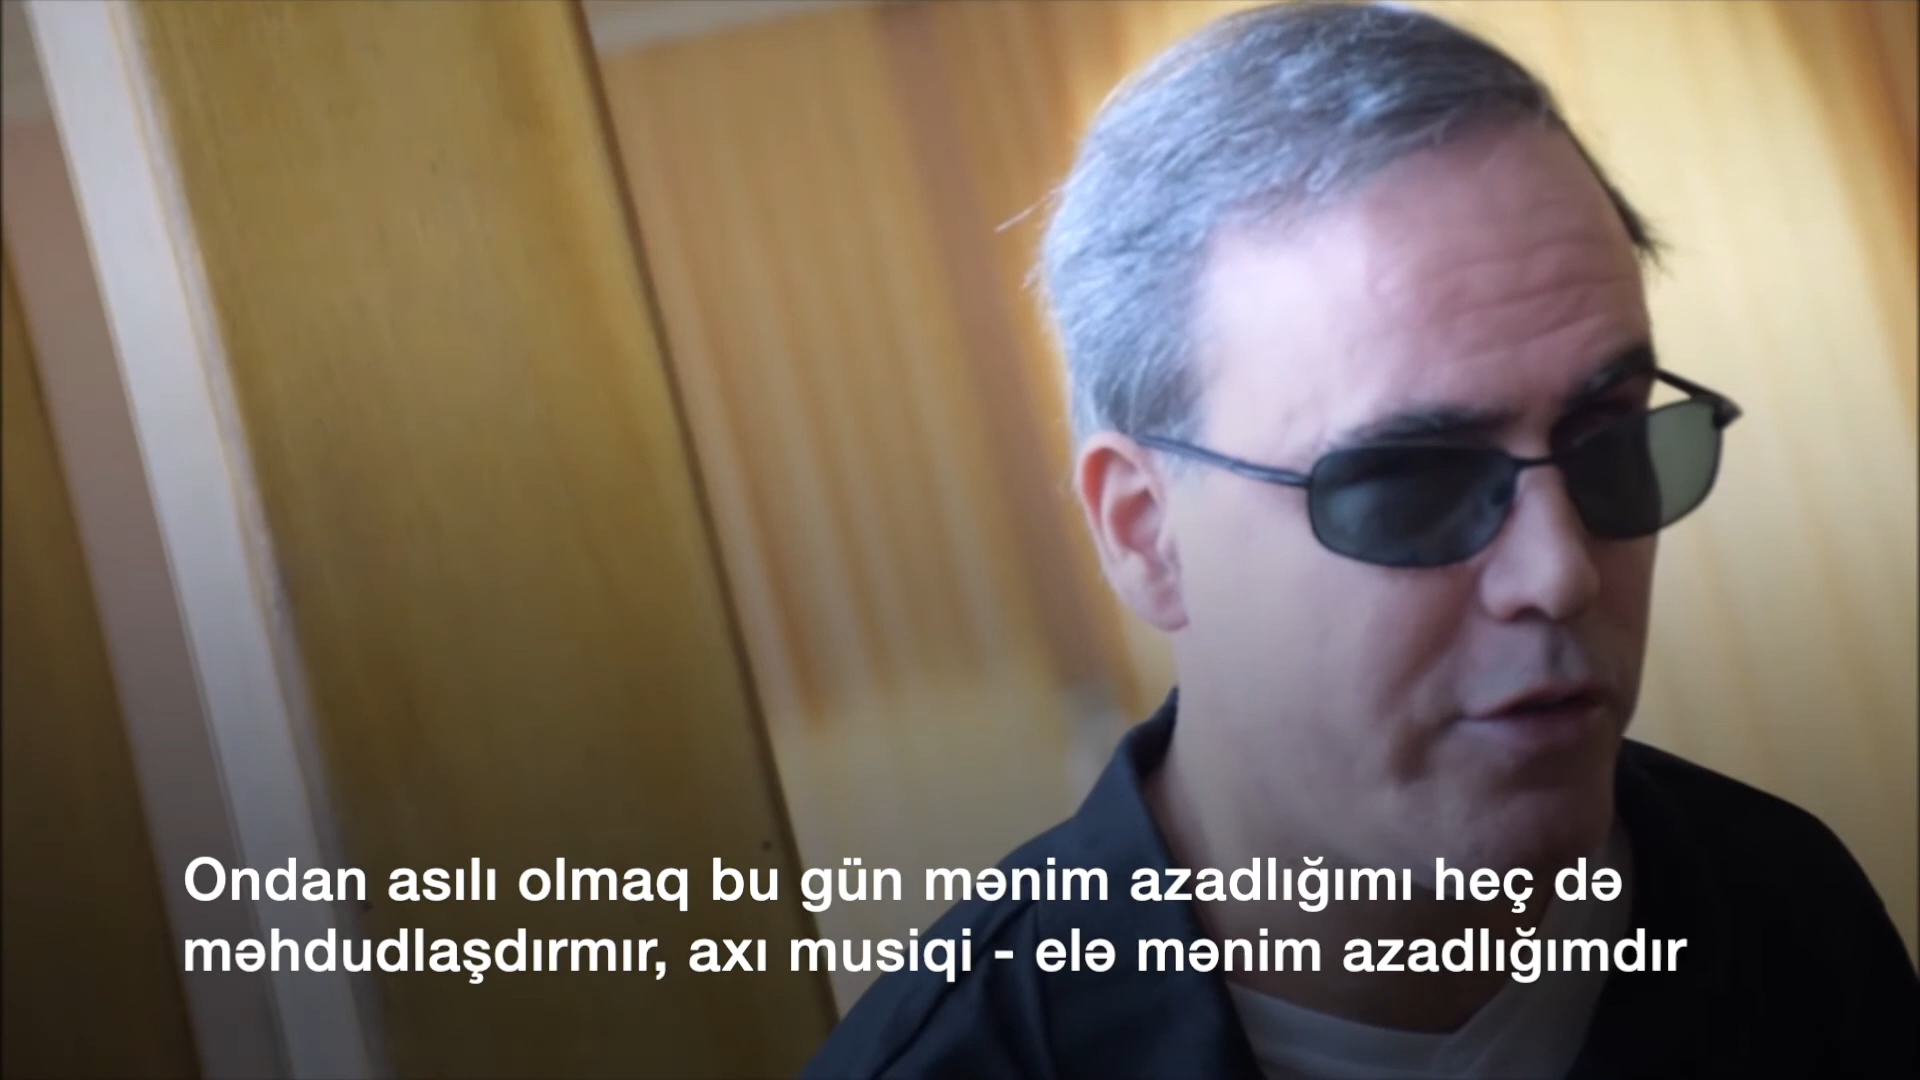 Ondan asılı olmaq bu gün mənim azadlığımı heç də
məhdudlaşdırmır, axı musiqi - elə mənim azadlığımdır